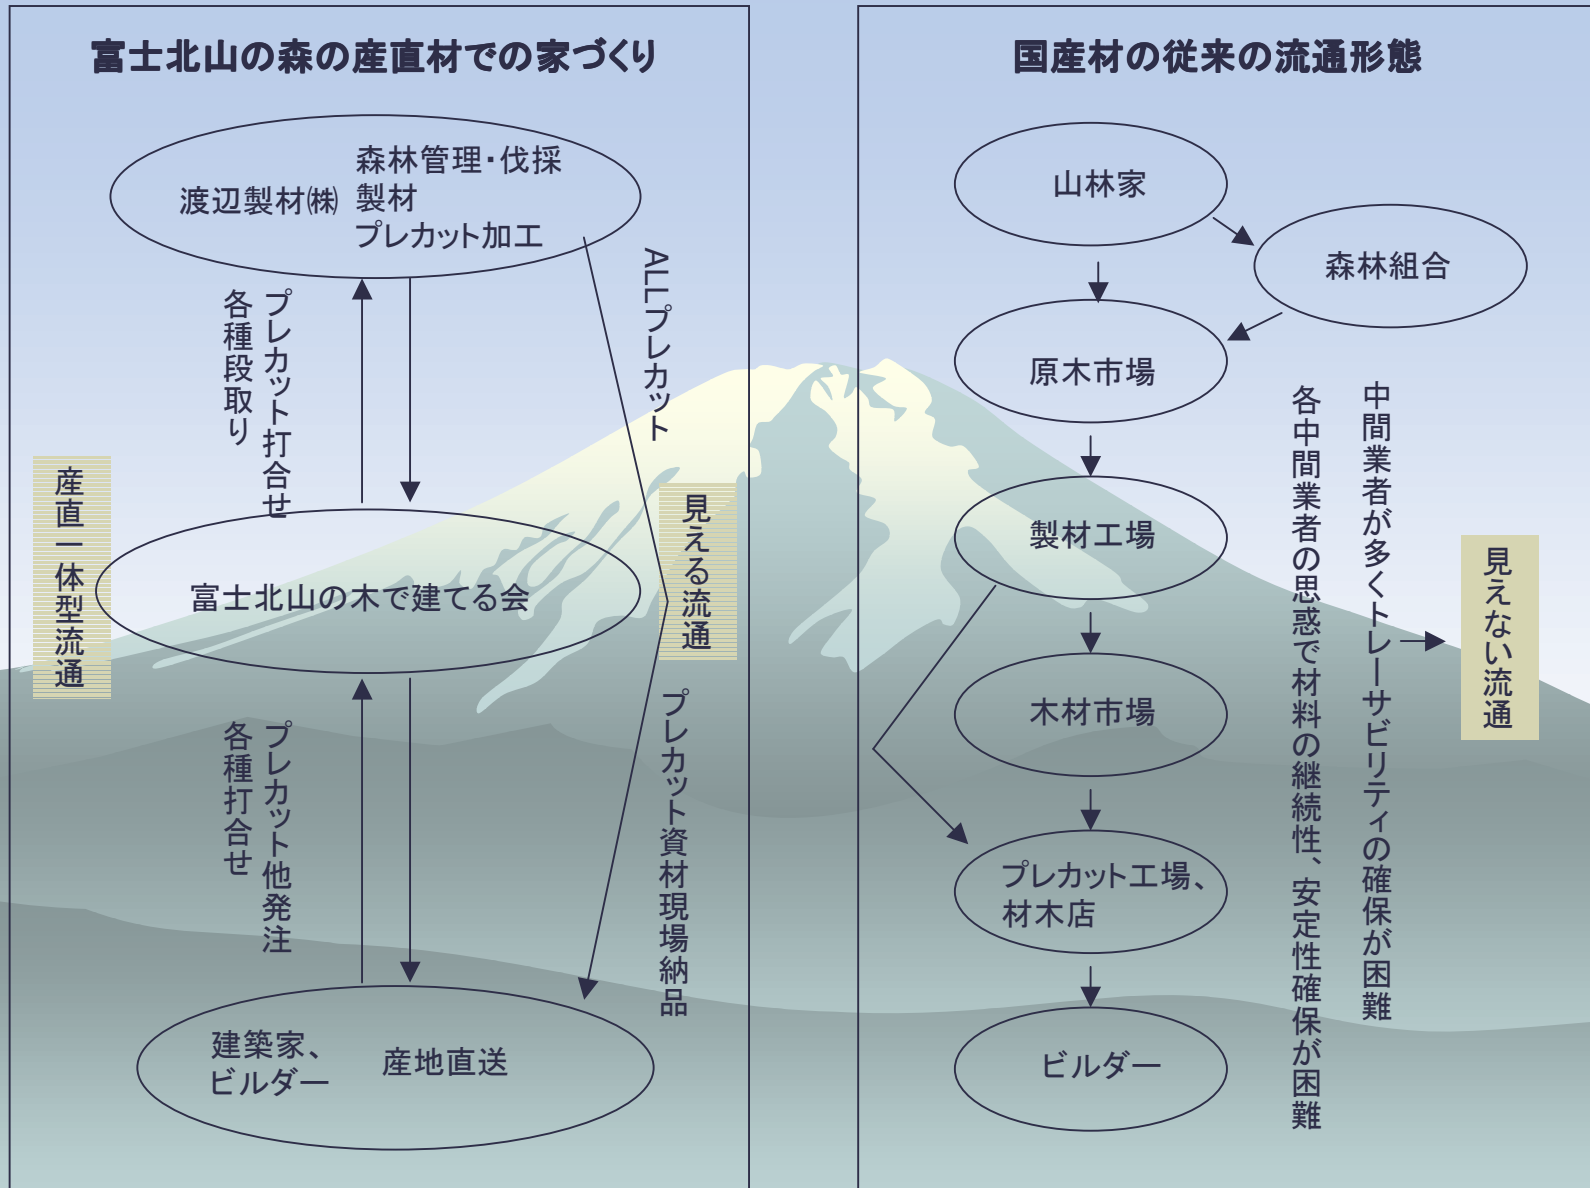 富士北山の森の産直材での家づくり
渡辺製材㈱
森林管理・伐採
製材
プレカット加工
ALLプレカット
プレカット打合せ
各種段取り
産直一体型流通
見える流通
富士北山の木で建てる会
プレカット他発注
各種打合せ
プレカット資材現場納品
建築家、
ビルダー
産地直送
国産材の従来の流通形態
山林家
森林組合
原木市場
製材工場
木材市場
プレカット工場、
材木店
ビルダー
中間業者が多くトレーサビリティの確保が困難
各中間業者の思惑で材料の継続性、安定性確保が困難
見えない流通